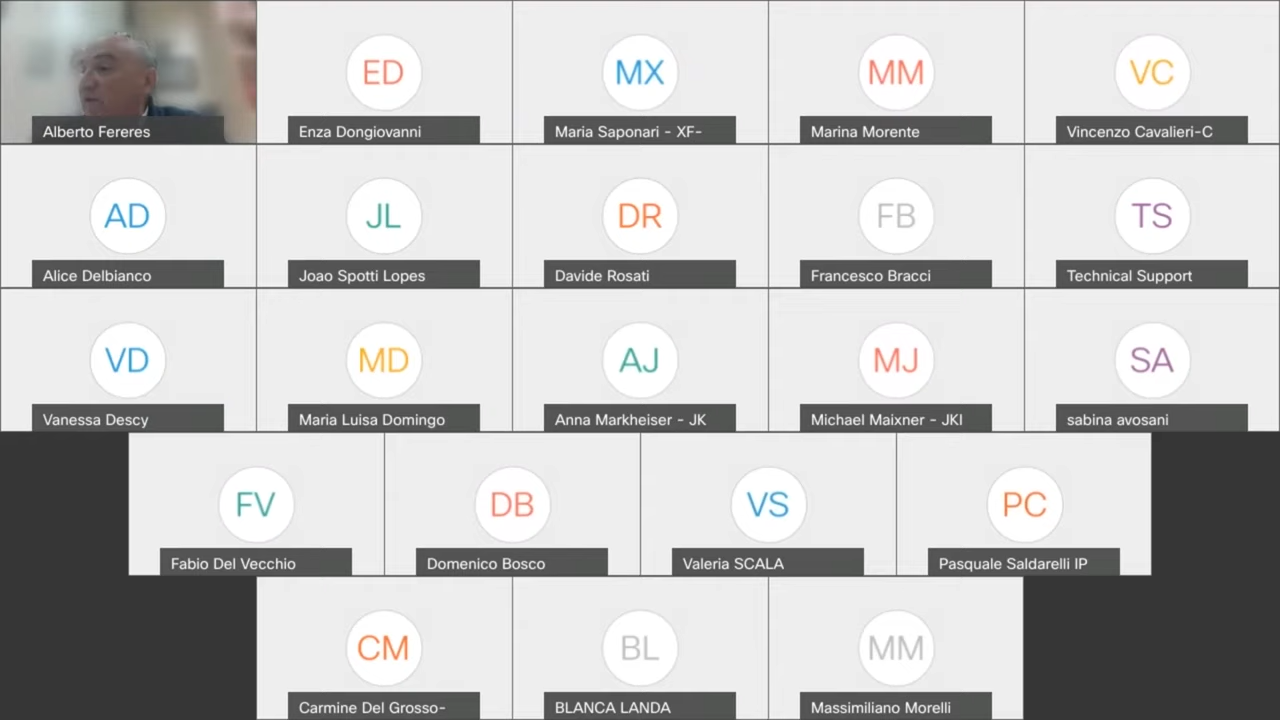 Alberto Fereres
ED
Enza Dongiovanni
MX
Maria Saponari - XF-
MM
Marina Morente
VC
Vincenzo Cavalieri-C
AD
Alice Delbianco
JL
Joao Spotti Lopes
DR
Davide Rosati
FB
Francesco Bracci
TS
Technical Support
VD
Vanessa Descy
MD
Maria Luisa Domingo
AJ
Anna Markheiser - JK
MJ
Michael Maixner - JKI
SA
sabina avosani
FV
Fabio Del Vecchio
DB
Domenico Bosco
VS
Valeria SCALA
PC
Pasquale Saldarelli IP
CM
Carmine Del Grosso-
BL
BLANCA LANDA
MM
Massimiliano Morelli